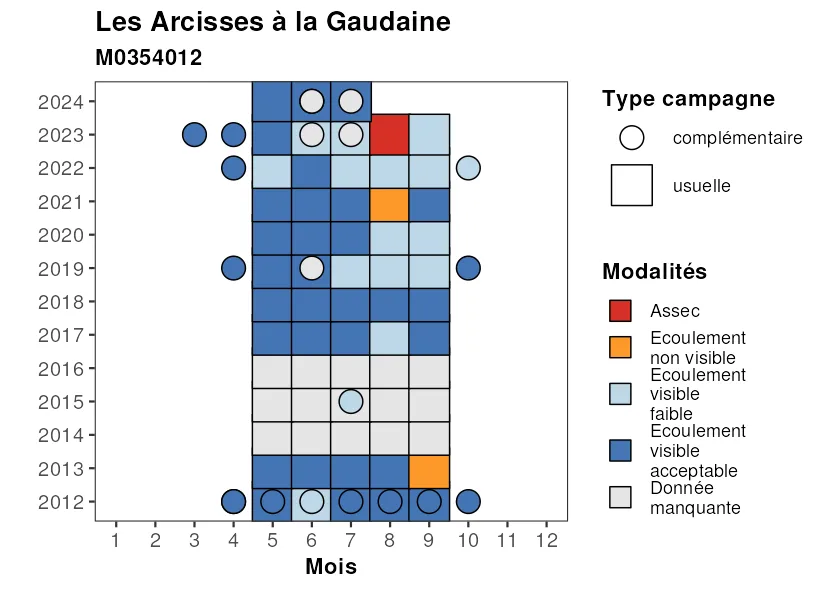 Les Arcisses à la Gaudaine
M0354012
2024
2023
2022
2021
2020
2019
2018
2017
2016
2015
2014
2013
2012
1 2 3 4 5 6 7 8 9 10 11 12
Mois
Type campagne
complémentaire
usuelle
Modalités
Assec
Ecoulement
non visible
Ecoulement
visible
faible
Ecoulement
visible
acceptable
Donnée
manquante